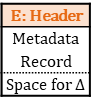 E: Header
Metadata
Record
Space for Δ